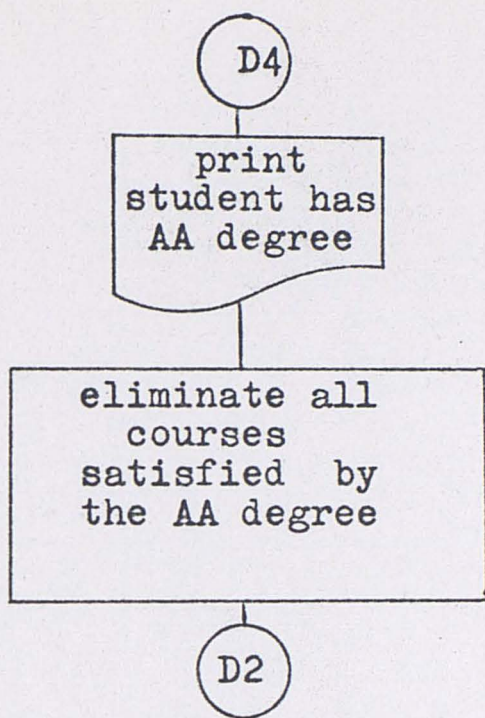 D4
print
student has
AA degree
eliminate all
courses
satisfied by
the AA degree
D2